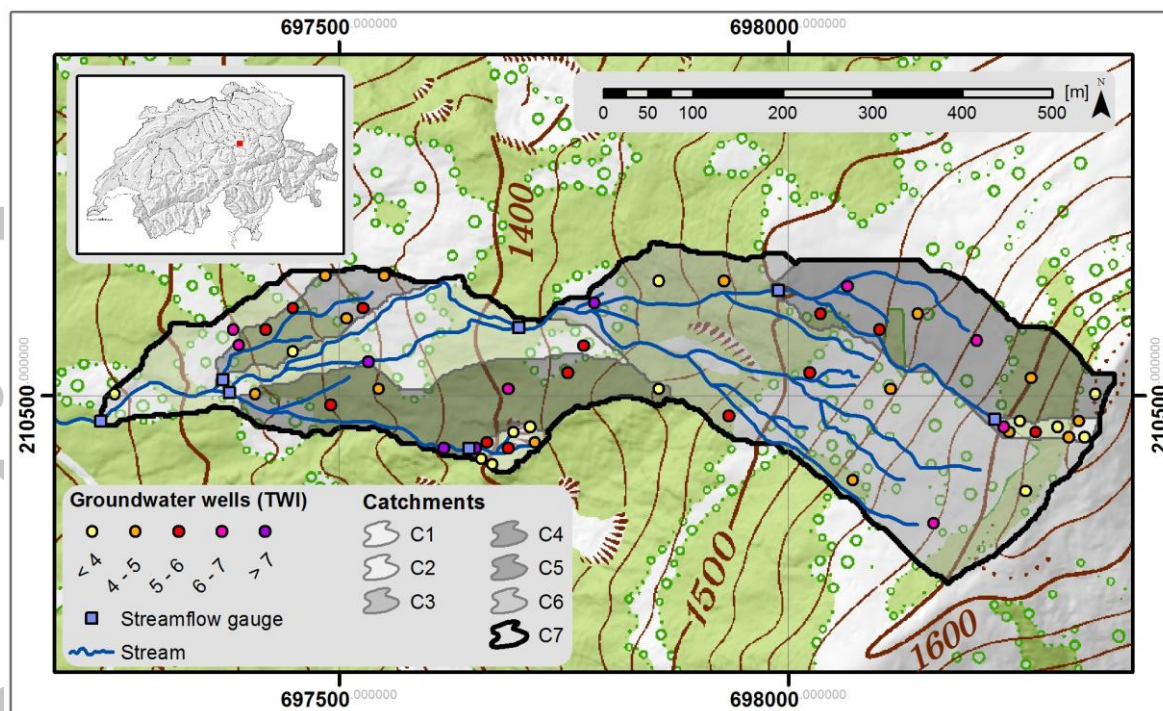 697500.000000
698000.000000
[m]
0 50 100 200 300 400 500
N
1400
210500.000000
210500.000000
Groundwater wells (TWI)
< 4
4 - 5
5 - 6
6 - 7
> 7
Streamflow gauge
Stream
Catchments
C1
C2
C3
C4
C5
C6
C7
1500
1600
697500.000000
698000.000000